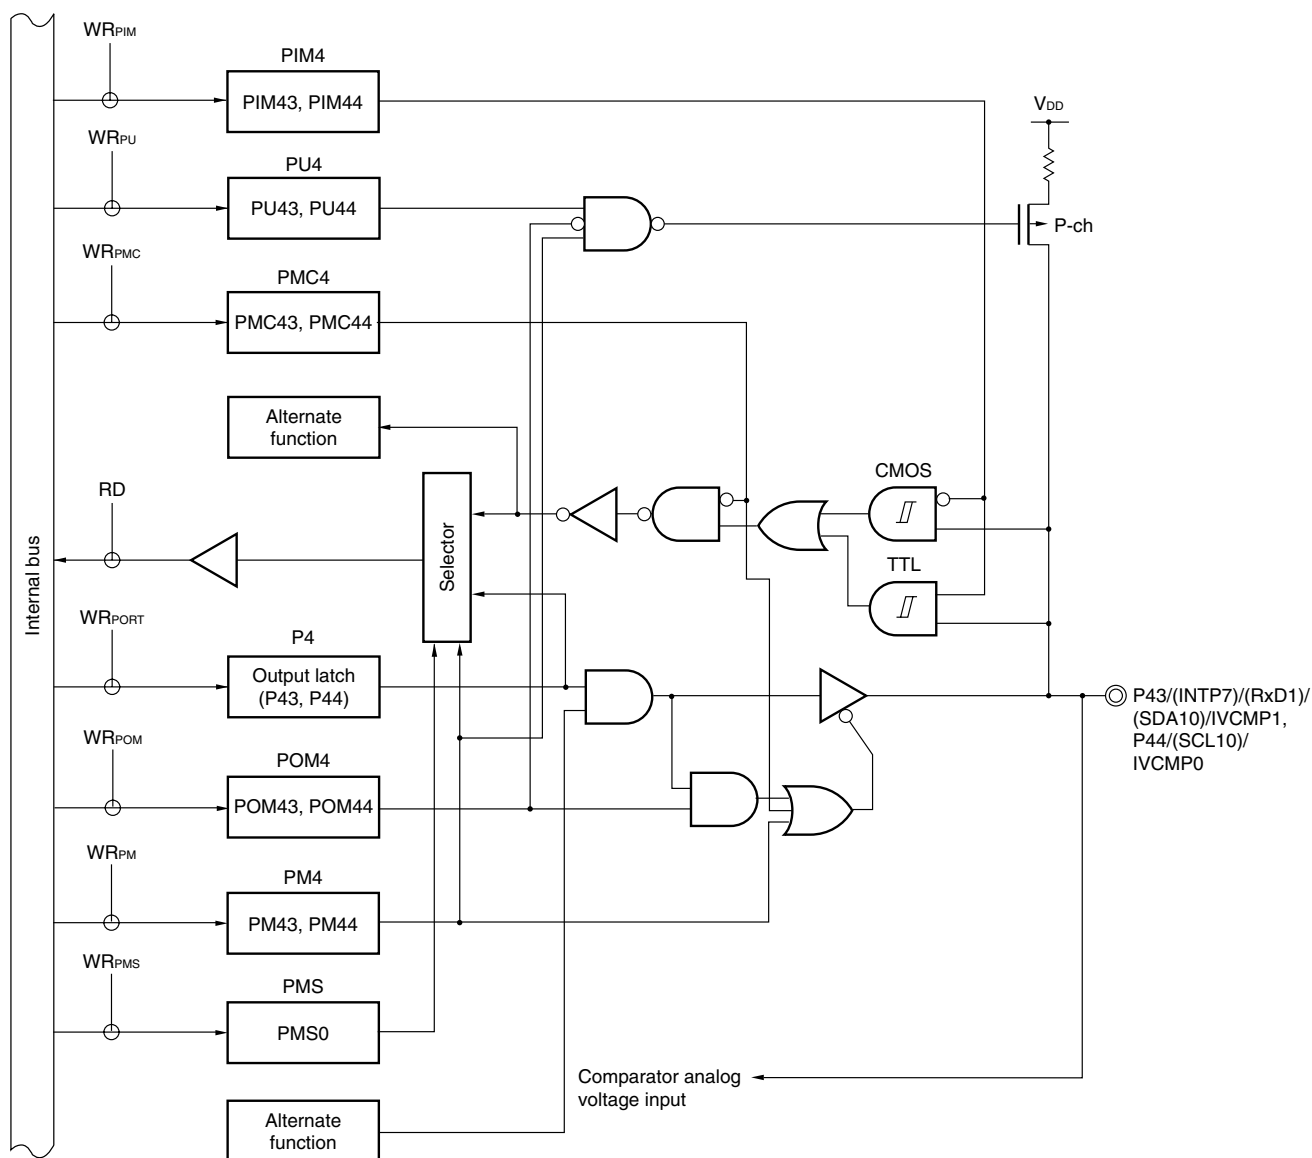 WRPIM
PIM4
PIM43, PIM44
VDD
WRPU
PU4
PU43, PU44
P-ch
WRPMC
PMC4
PMC43, PMC44
Alternate
function
CMOS
RD
Selector
TTL
Internal bus
WRPORT
P4
Output latch
(P43, P44)
P43/(INTP7)/(RxD1)/
(SDA10)/IVCMP1,
P44/(SCL10)/
IVCMP0
WRPOM
POM4
POM43, POM44
WRPM
PM4
PM43, PM44
WRPMS
PMS
PMS0
Comparator analog
voltage input
Alternate
function